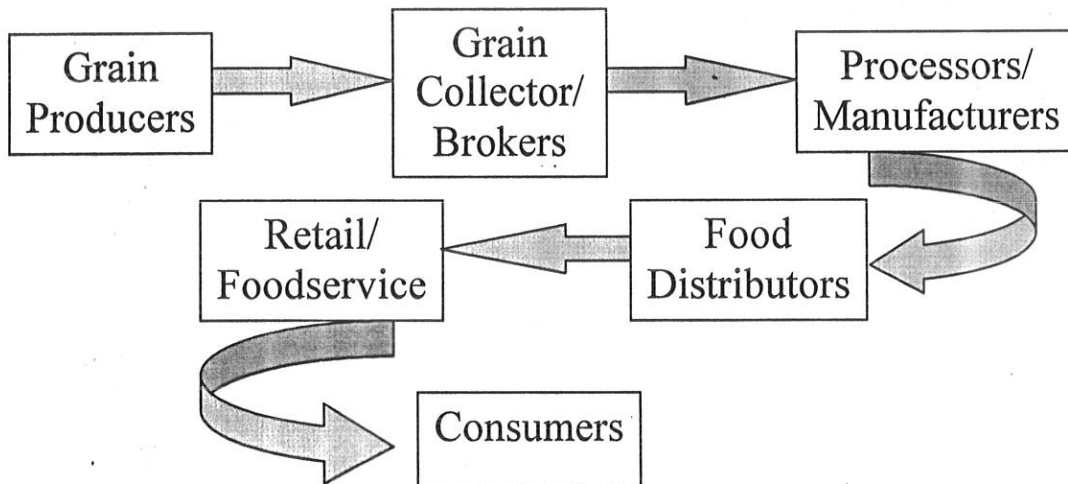 Grain
Producers
Grain
Collector/
Brokers
Processors/
Manufacturers
Food
Distributors
Retail/
Foodservice
Consumers